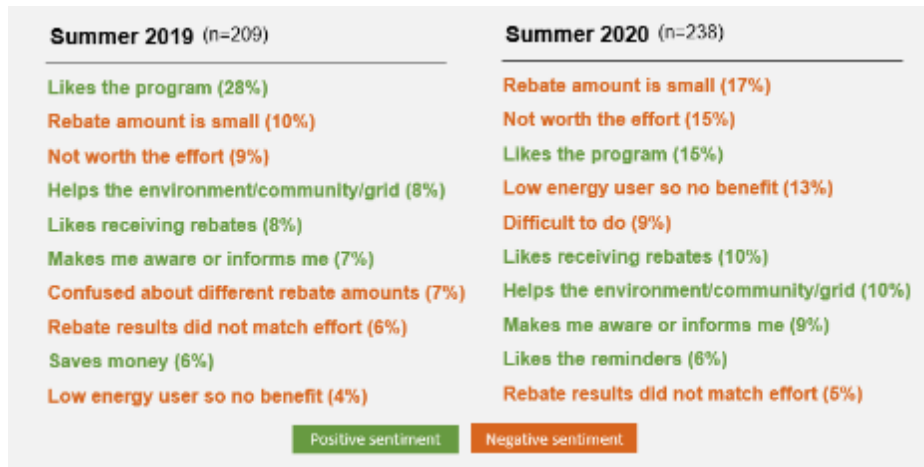 Summer 2019 (n=209)
Likes the program (28%)
Rebate amount is small (10%)
Not worth the effort (9%)
Helps the environment/community/grid (8%)
Likes receiving rebates (8%)
Makes me aware or informs me (7%)
Confused about different rebate amounts (7%)
Rebate results did not match effort (6%)
Saves money (6%)
Low energy user so no benefit (4%)
Summer 2020 (n=238)
Rebate amount is small (17%)
Not worth the effort (15%)
Likes the program (15%)
Low energy user so no benefit (13%)
Difficult to do (9%)
Likes receiving rebates (10%)
Helps the environment/community/grid (10%)
Makes me aware or informs me (9%)
Likes the reminders (6%)
Rebate results did not match effort (5%)
Positive sentiment
Negative sentiment